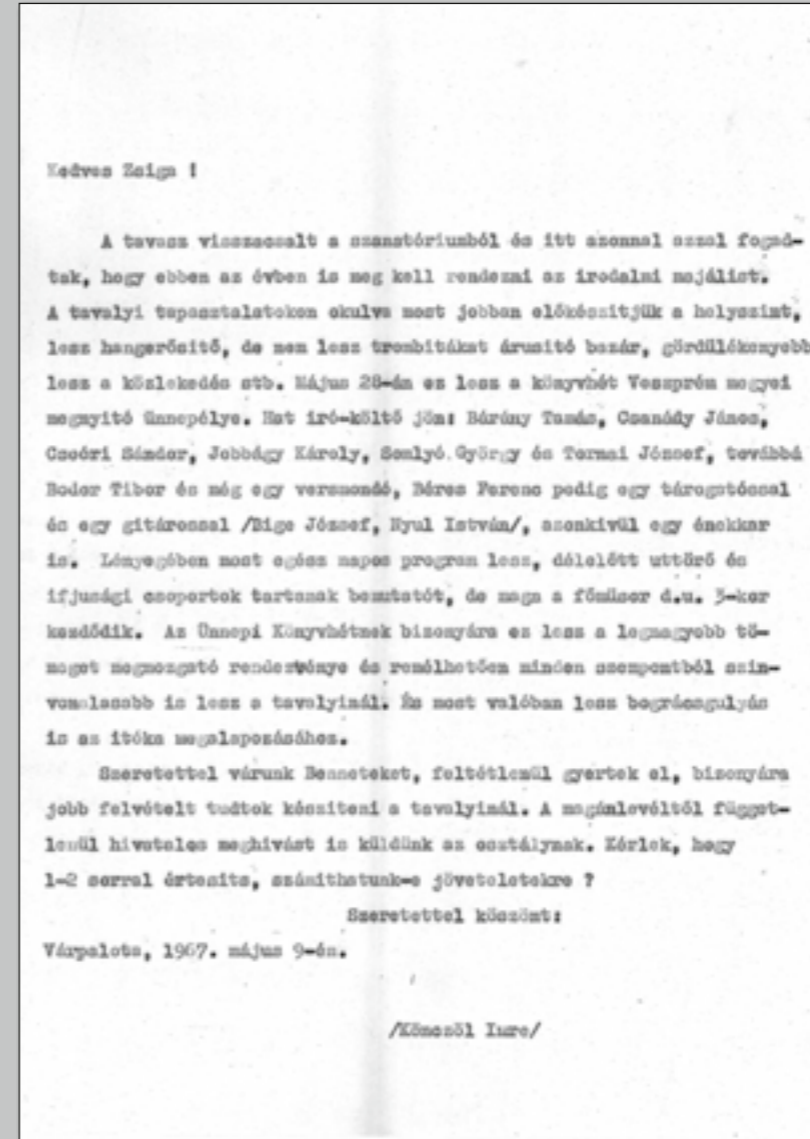 Kedves Zsiga !
A tavasz visszacsalt a szanatóriumból és itt azonnal azzal fogad-
tak, hogy ebben az évben is meg kell rendezni az irodalmi majálist.
A tavalyi tapasztalatokon okulva most jobban előkészitjük a helyszint,
lesz hangerősitő, de nem lesz trombitákat árusitó bazár, gördülékenyebb
lesz a közlekedés stb. Május 28-án ez lesz a könyvhét Veszprém megyei
megnyitó ünnepélye. Hat iró-költő jön: Bárány Tamás, Csanády János,
Csoóri Sándor, Jobbágy Károly, Somlyó György és Tornai József, továbbá
Bodor Tibor és még egy versmondó, Béres Ferenc pedig egy tárogatóssal
és egy gitárossal /Bige József, Nyul István/, azonkivül egy énekkar
is. Lényegében most egész napos program lesz, délelőtt uttörő és
ifjusági csoportok tartanak bemutatót, de maga a főműsor d.u. 3-kor
kezdődik. Az Ünnepi Könyvhétnek bizonyára ez lesz a legnagyobb tö-
meget megmozgató rendezvénye és remélhetően minden szempontból szin-
vonalasabb is lesz a tavalyinál. És most valóban lesz bográcsgulyás
is az itóka megalapozásához.
Szeretettel várunk Benneteket, feltétlenül gyertek el, bizonyára
jobb felvételt tudtok késziteni a tavalyinál. A magánlevéltől függet-
lenül hivatalos meghivást is küldünk az osztálynak. Kérlek, hogy
1-2 sorral értesits, számithatunk-e jöveteletekre ?
Szeretettel köszönt:
Várpalota, 1967. május 9-én.
/Könczöl Imre/